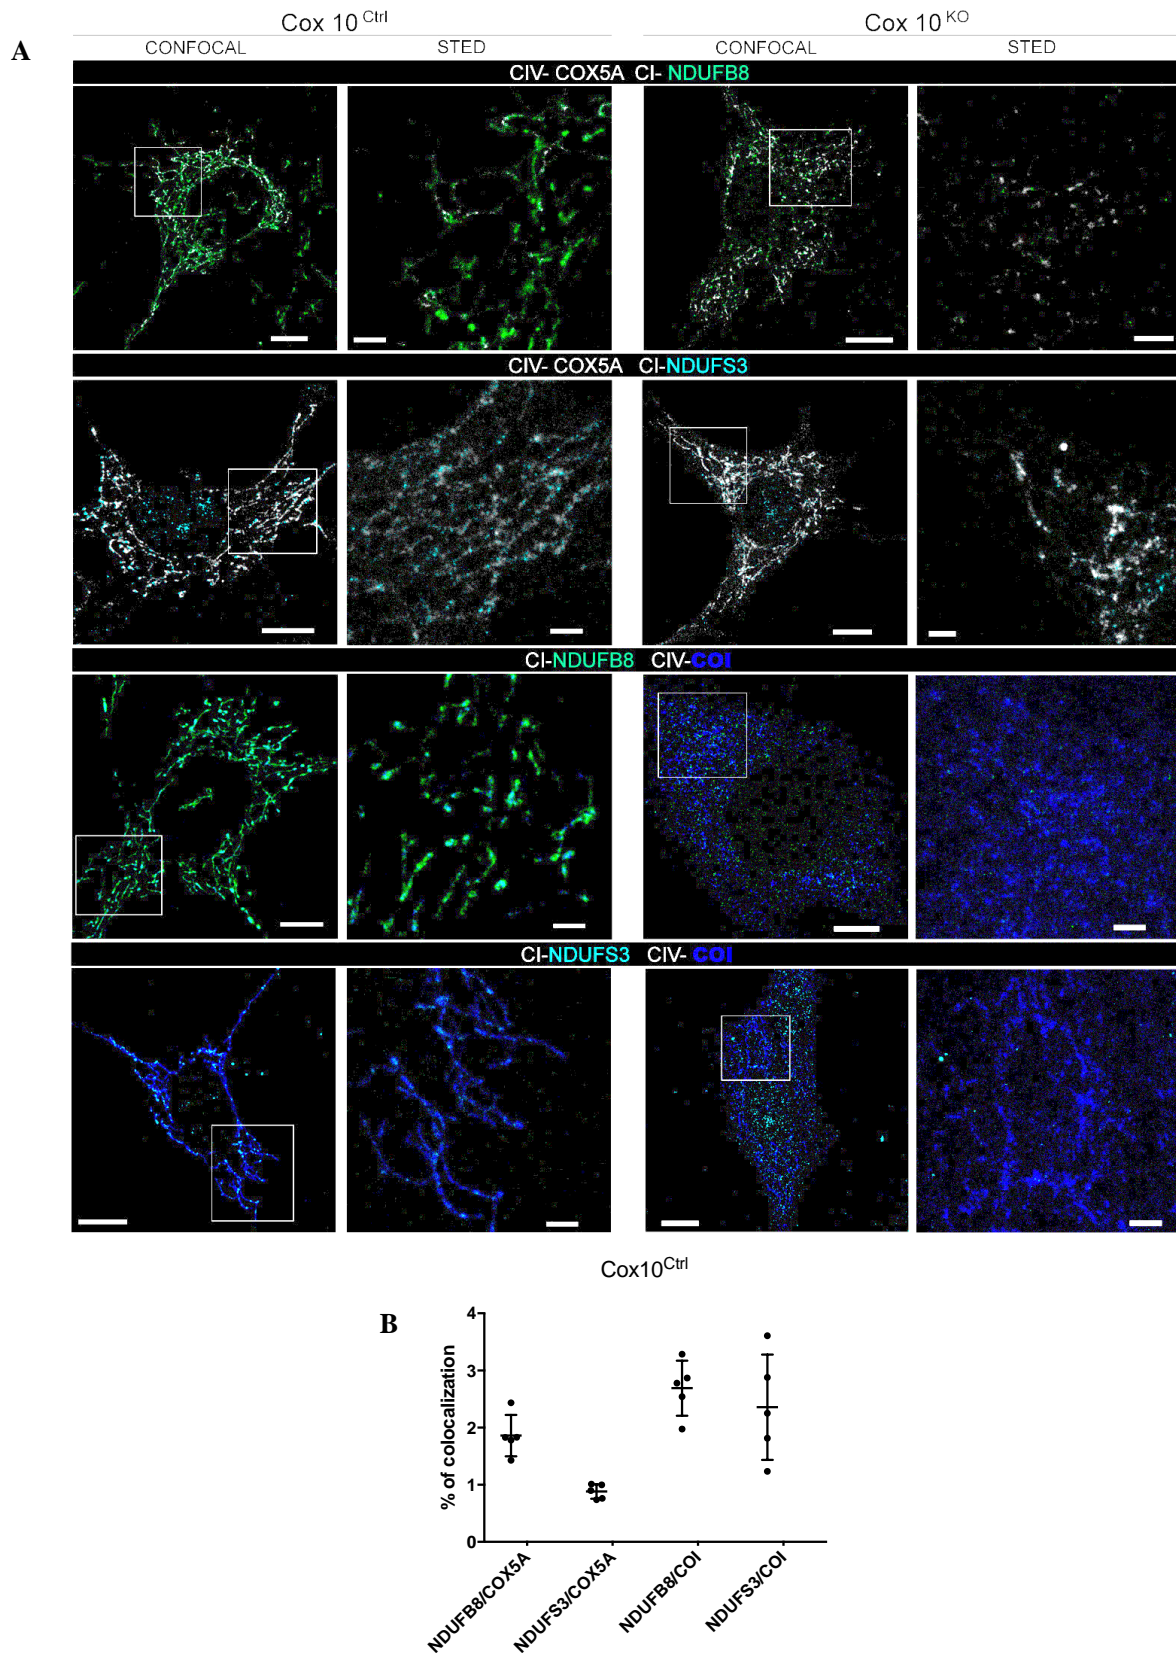 Cox 10 Ctrl Cox 10 KO
A CONFOCAL STED CONFOCAL STED
CIV- COX5A CI- NDUFB8
CIV- COX5A CI-NDUFS3
CI-NDUFB8 CIV-COI
CI-NDUFS3 CIV- COI
Cox10Ctrl
B
% of colocalization
4
3
2
1
0
NDUFB8/COX5A
NDUFS3/COX5A
NDUFB8/COI
NDUFS3/COI